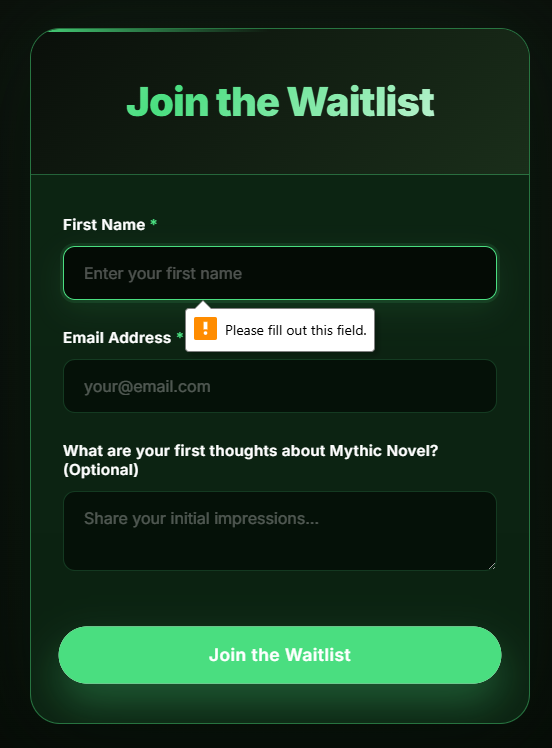 Join the Waitlist
First Name *
Enter your first name
Please fill out this field.
Email Address *
your@email.com
What are your first thoughts about Mythic Novel?
(Optional)
Share your initial impressions...
Join the Waitlist